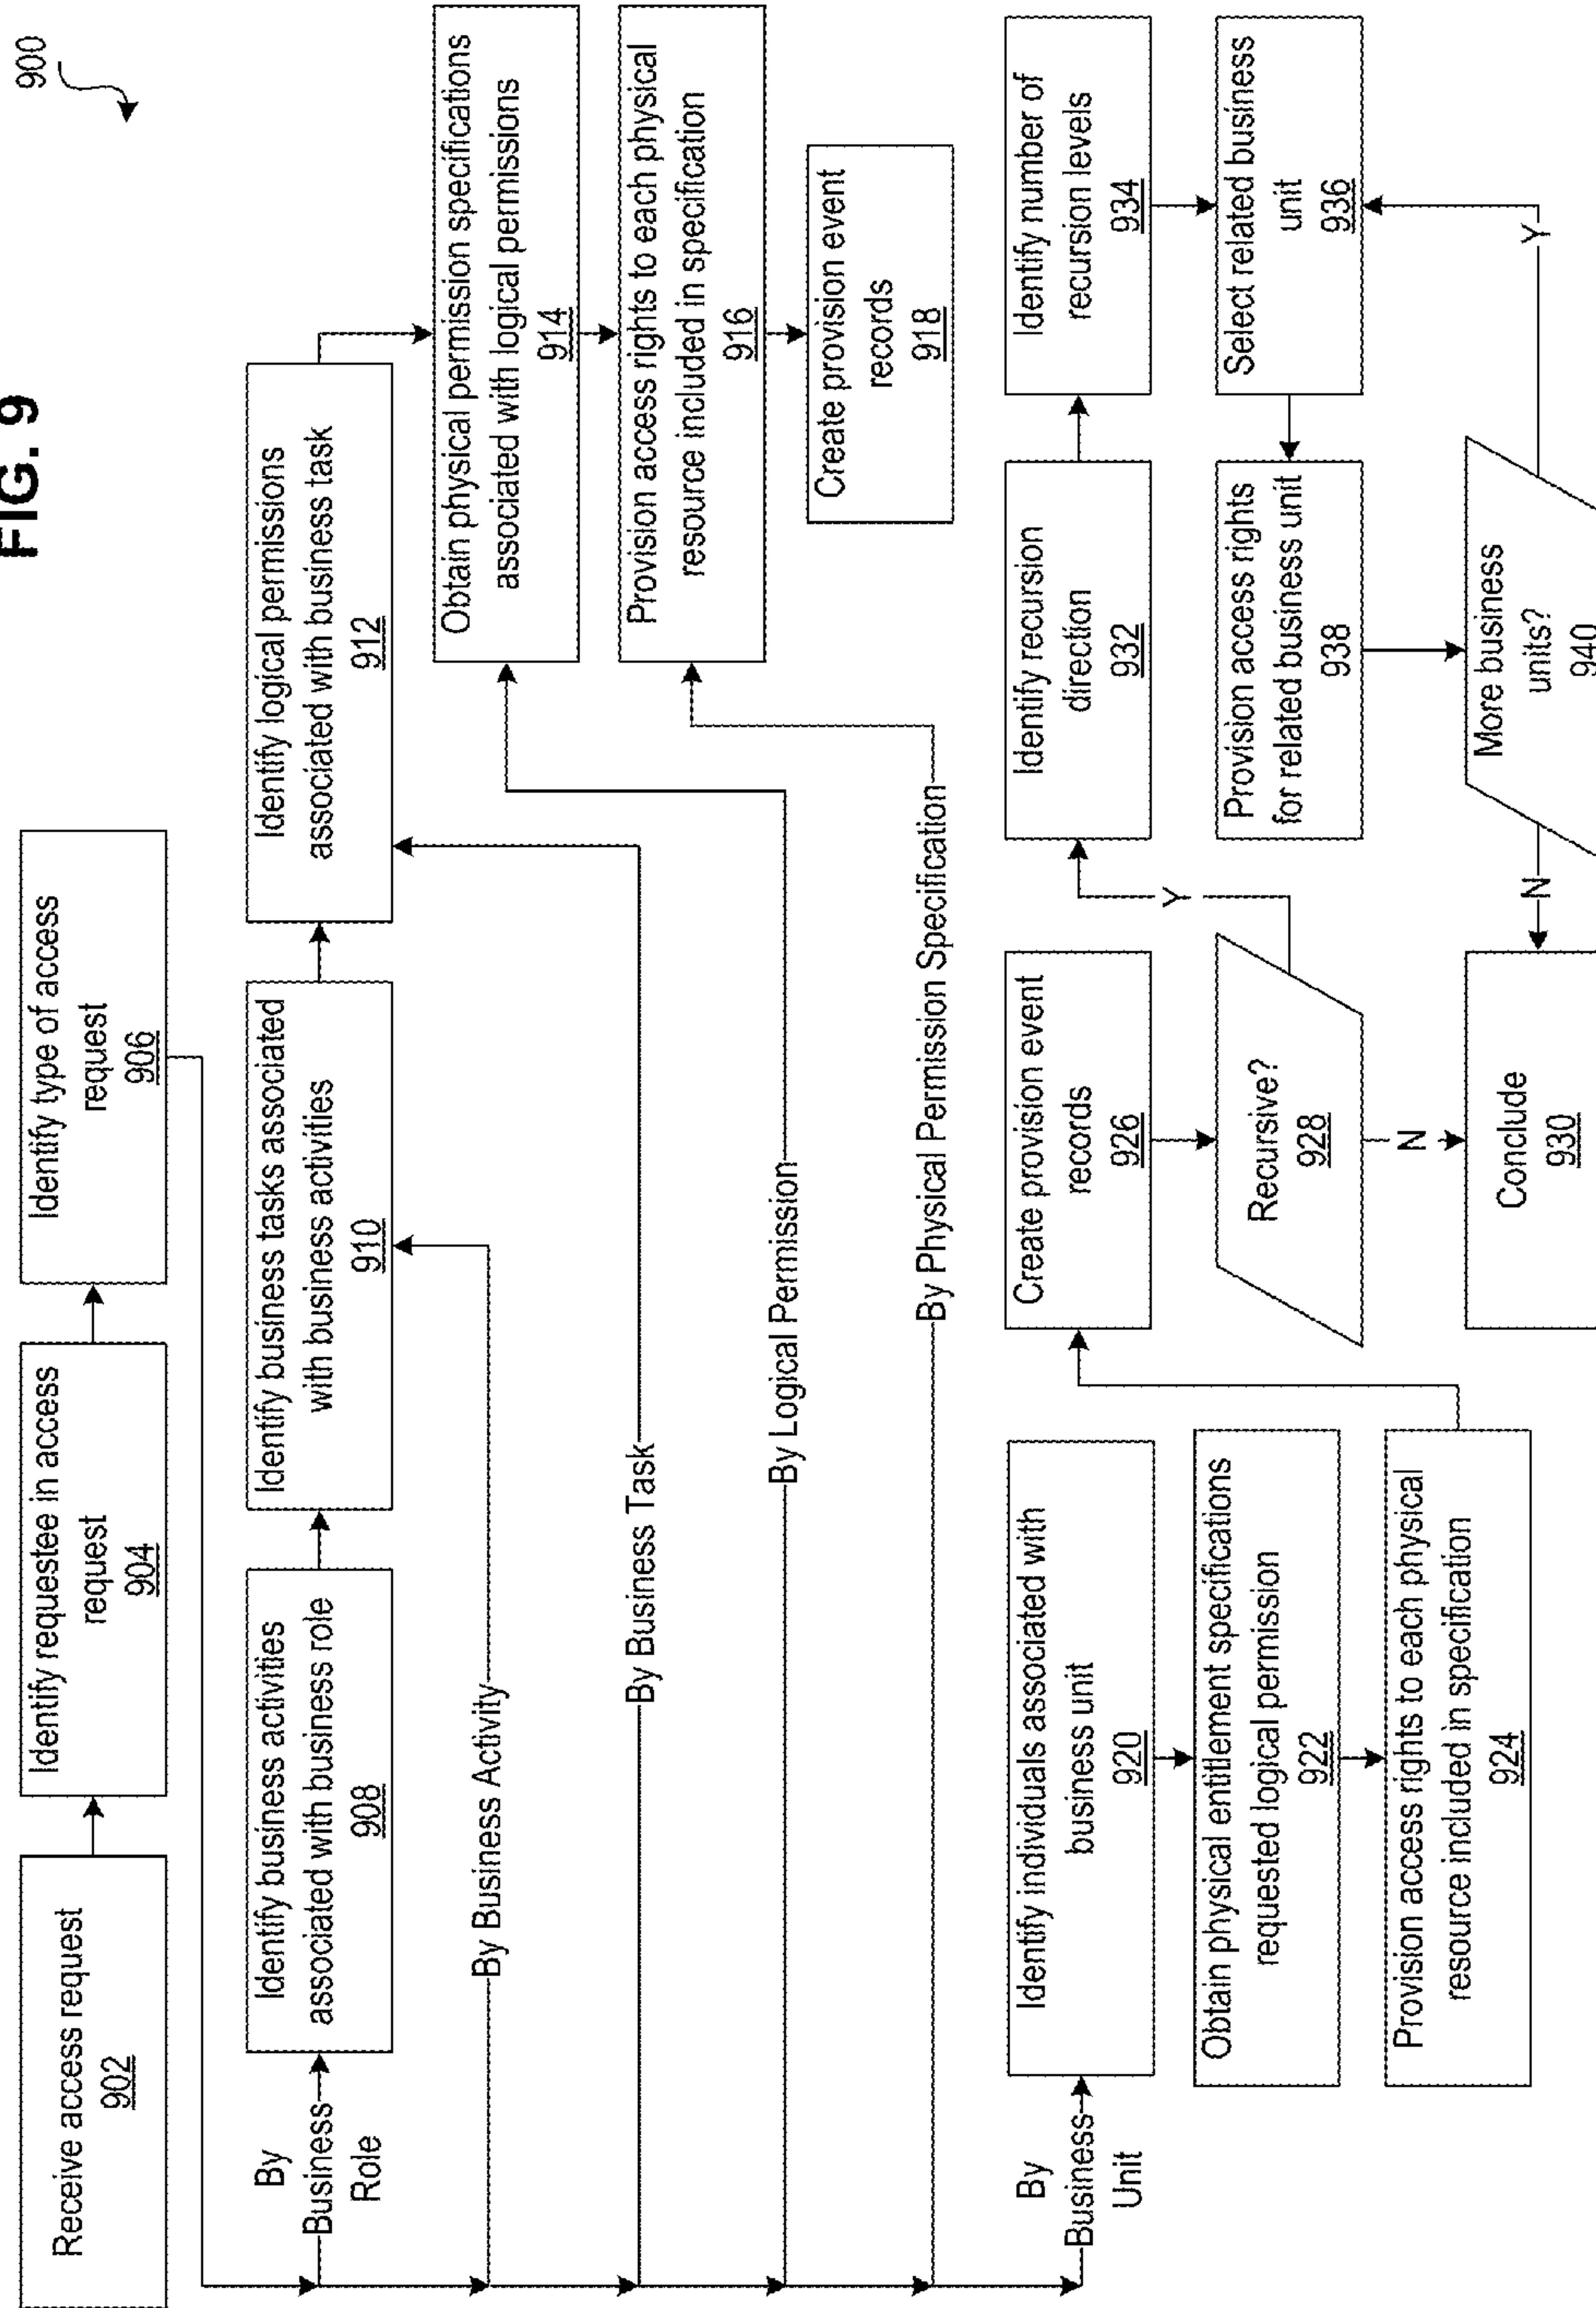 FIG. 9
900
Receive access request
902
Identify requestee in access
request
904
Identify type of access
request
906
By
Business
Role
Identify business activities
associated with business role
908
Identify business tasks associated
with business activities
910
Identify logical permissions
associated with business task
912
By Business Activity
By Business Task
By Logical Permission
By Physical Permission Specification
Obtain physical permission specifications
associated with logical permissions
914
Provision access rights to each physical
resource included in specification
916
Create provision event
records
918
By
Business
Unit
Identify individuals associated with
business unit
920
Obtain physical entitlement specifications
requested logical permission
922
Provision access rights to each physical
resource included in specification
924
Create provision event
records
926
Recursive?
928
Y
N
Conclude
930
Identify recursion
direction
932
Identify number of
recursion levels
934
Select related business
unit
936
Provision access rights
for related business unit
938
More business
units?
940
Y
N